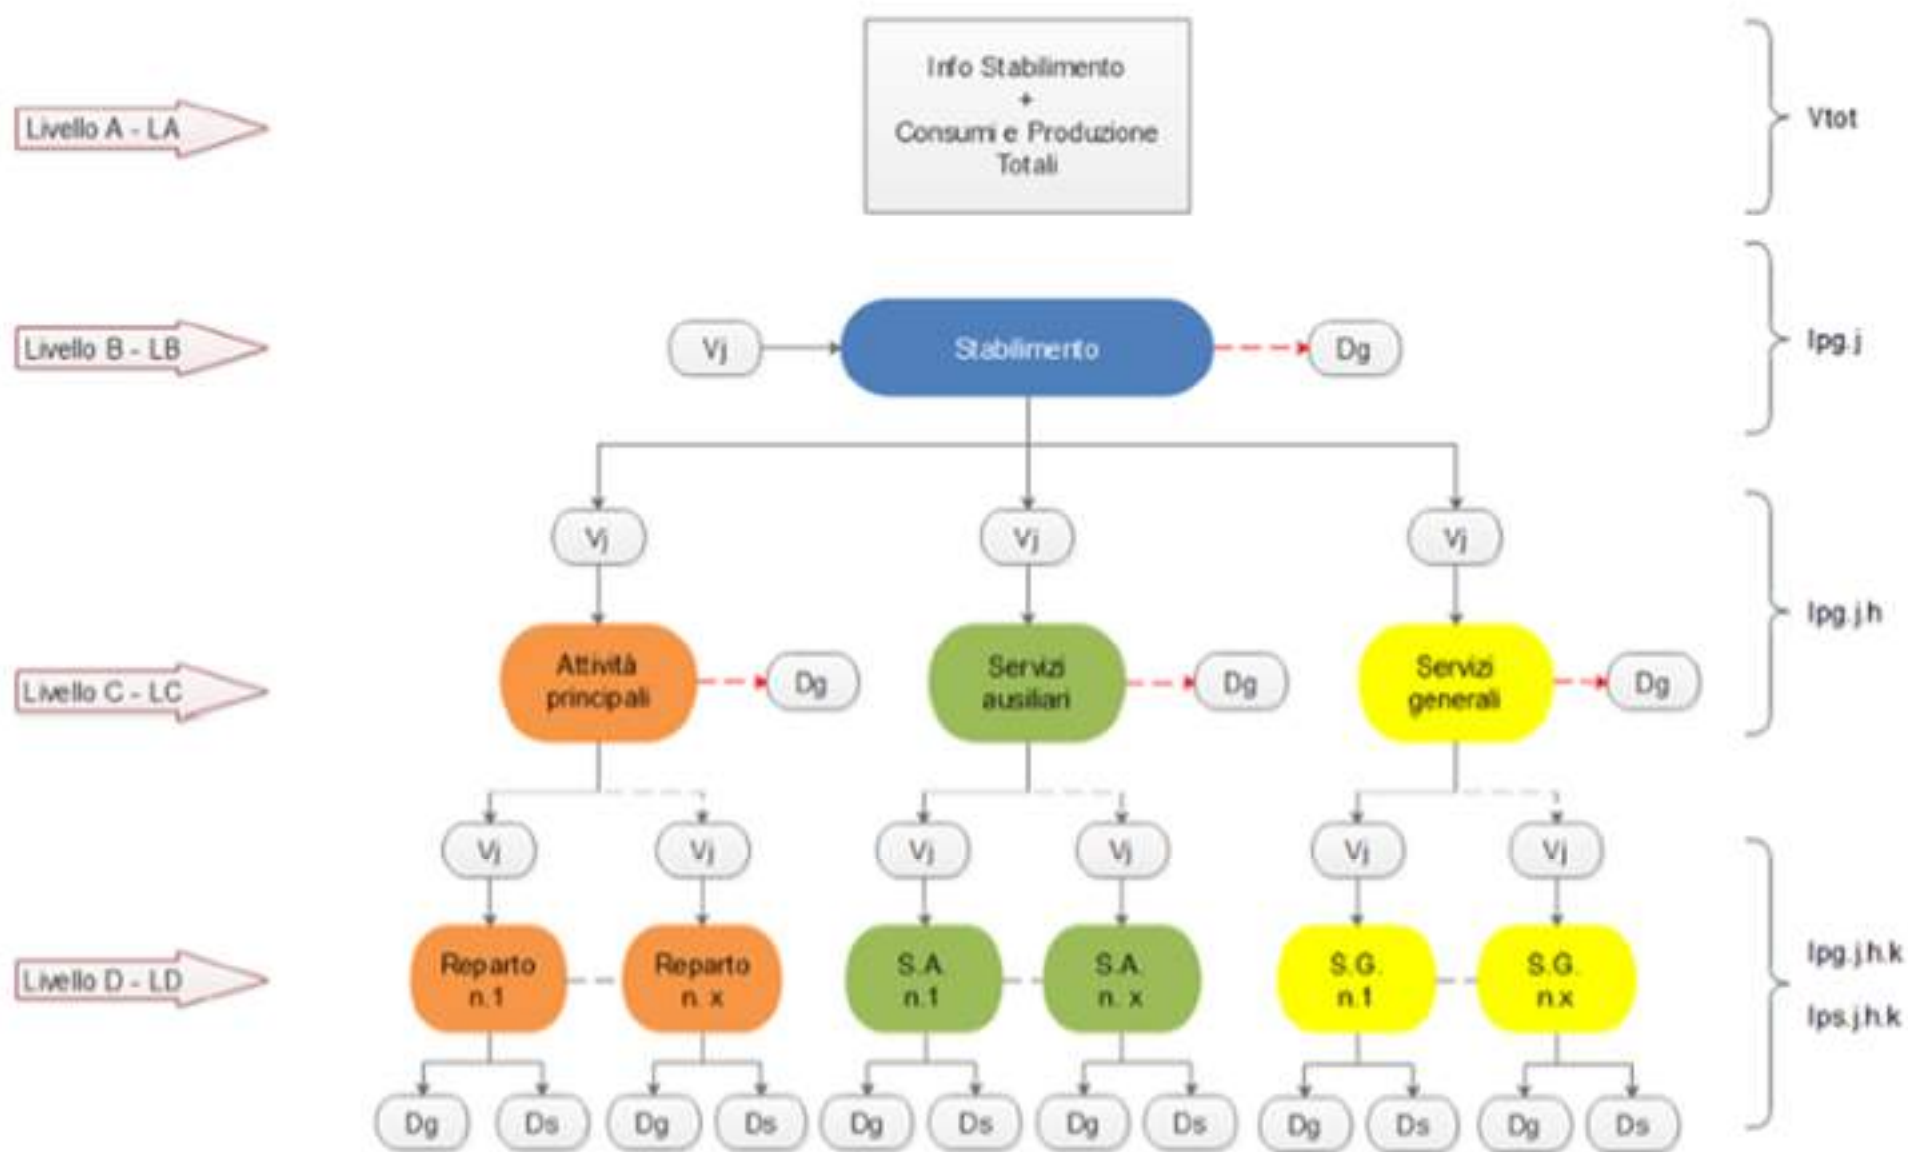 Info Stabilimento
+
Consumi e Produzione
Totali
Livello A - LA
Vtot
Livello B - LB
Vj
Stabilimento
Dg
Ipg.j
Vj
Vj
Vj
Ipg.j.h
Livello C - LC
Attività
principali
Dg
Servizi
ausiliari
Dg
Servizi
generali
Dg
Vj
Vj
Vj
Vj
Vj
Vj
Livello D - LD
Reparto
n.1
Reparto
n. x
S.A.
n.1
S.A.
n. x
S.G.
n.1
S.G.
n.x
Ipg.j.h.k
Ips.j.h.k
Dg
Ds
Dg
Ds
Dg
Ds
Dg
Ds
Dg
Ds
Dg
Ds